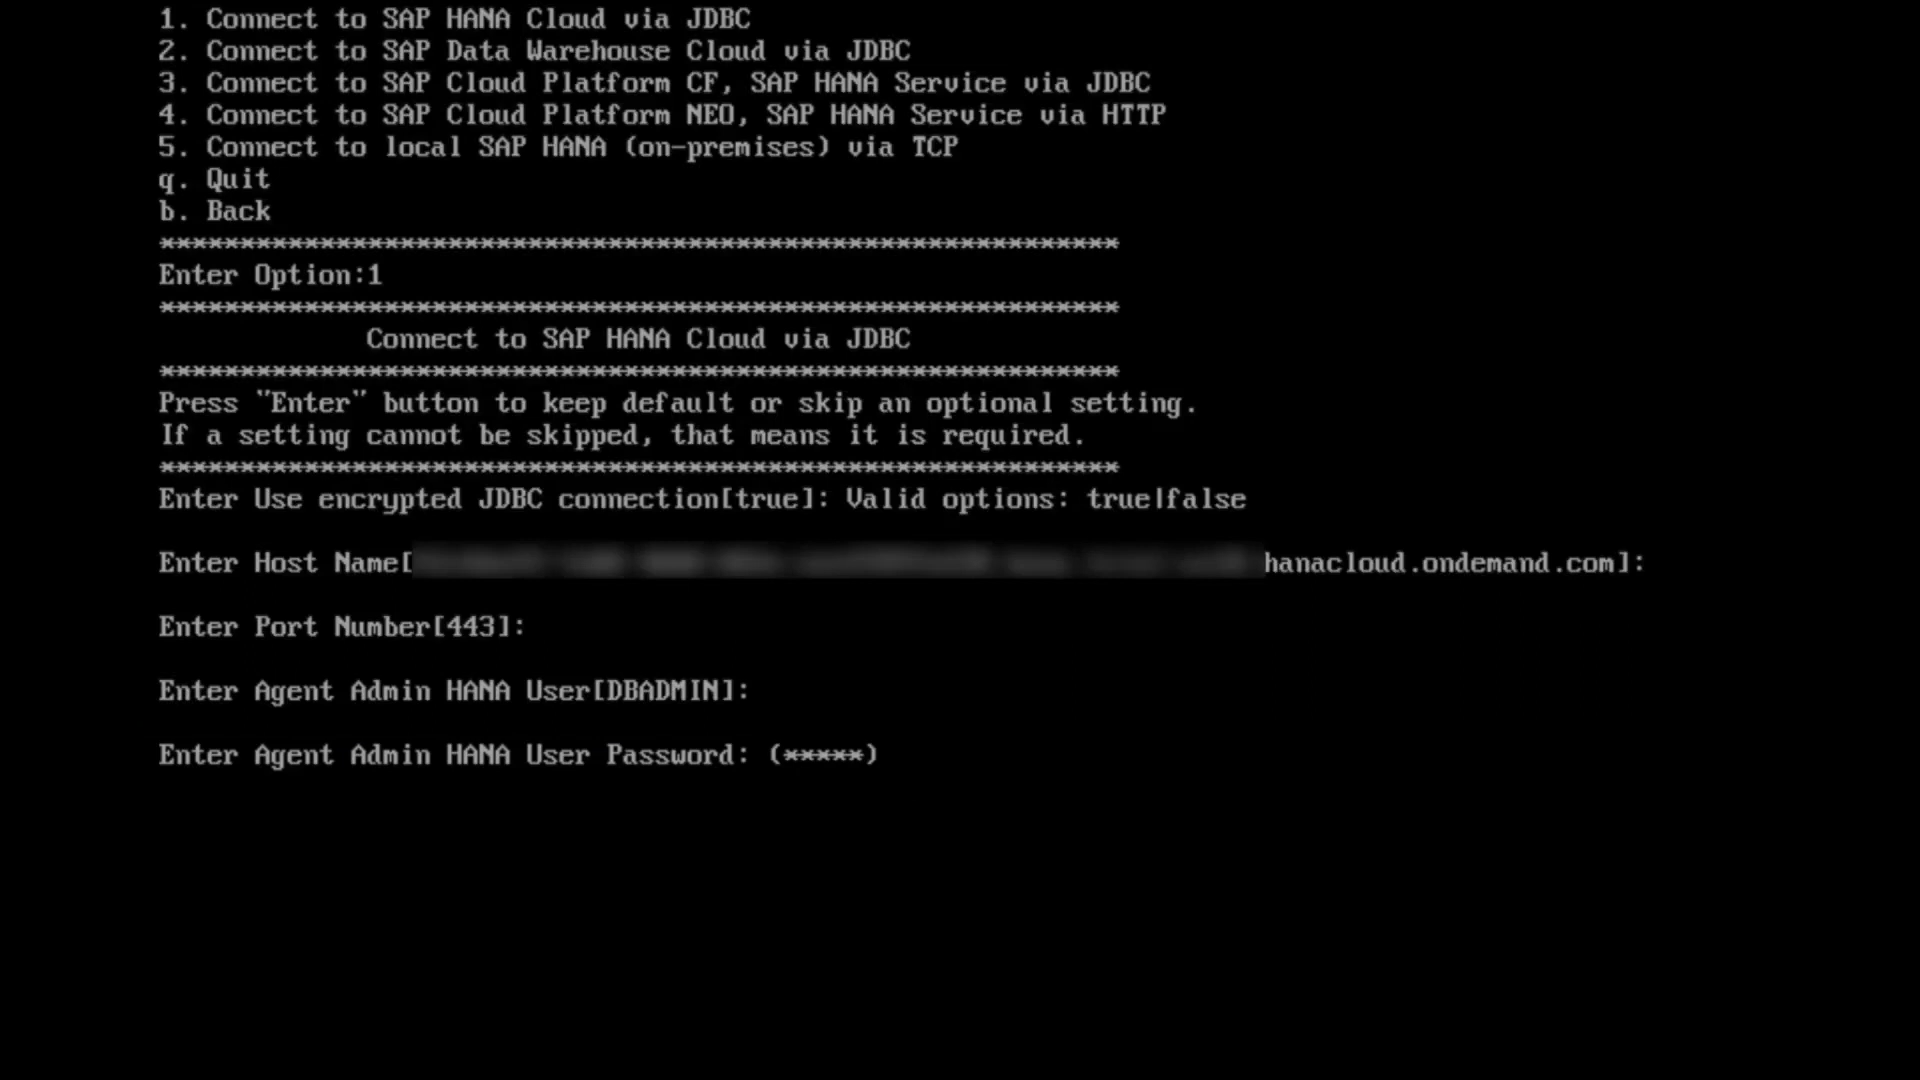 1. Connect to SAP HANA Cloud via JDBC
2. Connect to SAP Data Warehouse Cloud via JDBC
3. Connect to SAP Cloud Platform CF, SAP HANA Service via JDBC
4. Connect to SAP Cloud Platform NEO, SAP HANA Service via HTTP
5. Connect to local SAP HANA (on-premises) via TCP
q. Quit
b. Back
************************************************************
Enter Option:1
************************************************************
Connect to SAP HANA Cloud via JDBC
************************************************************
Press "Enter" button to keep default or skip an optional setting.
If a setting cannot be skipped, that means it is required.
************************************************************
Enter Use encrypted JDBC connection[true]: Valid options: true|false
Enter Host Name[ hanacloud.ondemand.com]:
Enter Port Number[443]:
Enter Agent Admin HANA User[DBADMIN]:
Enter Agent Admin HANA User Password: (*****)